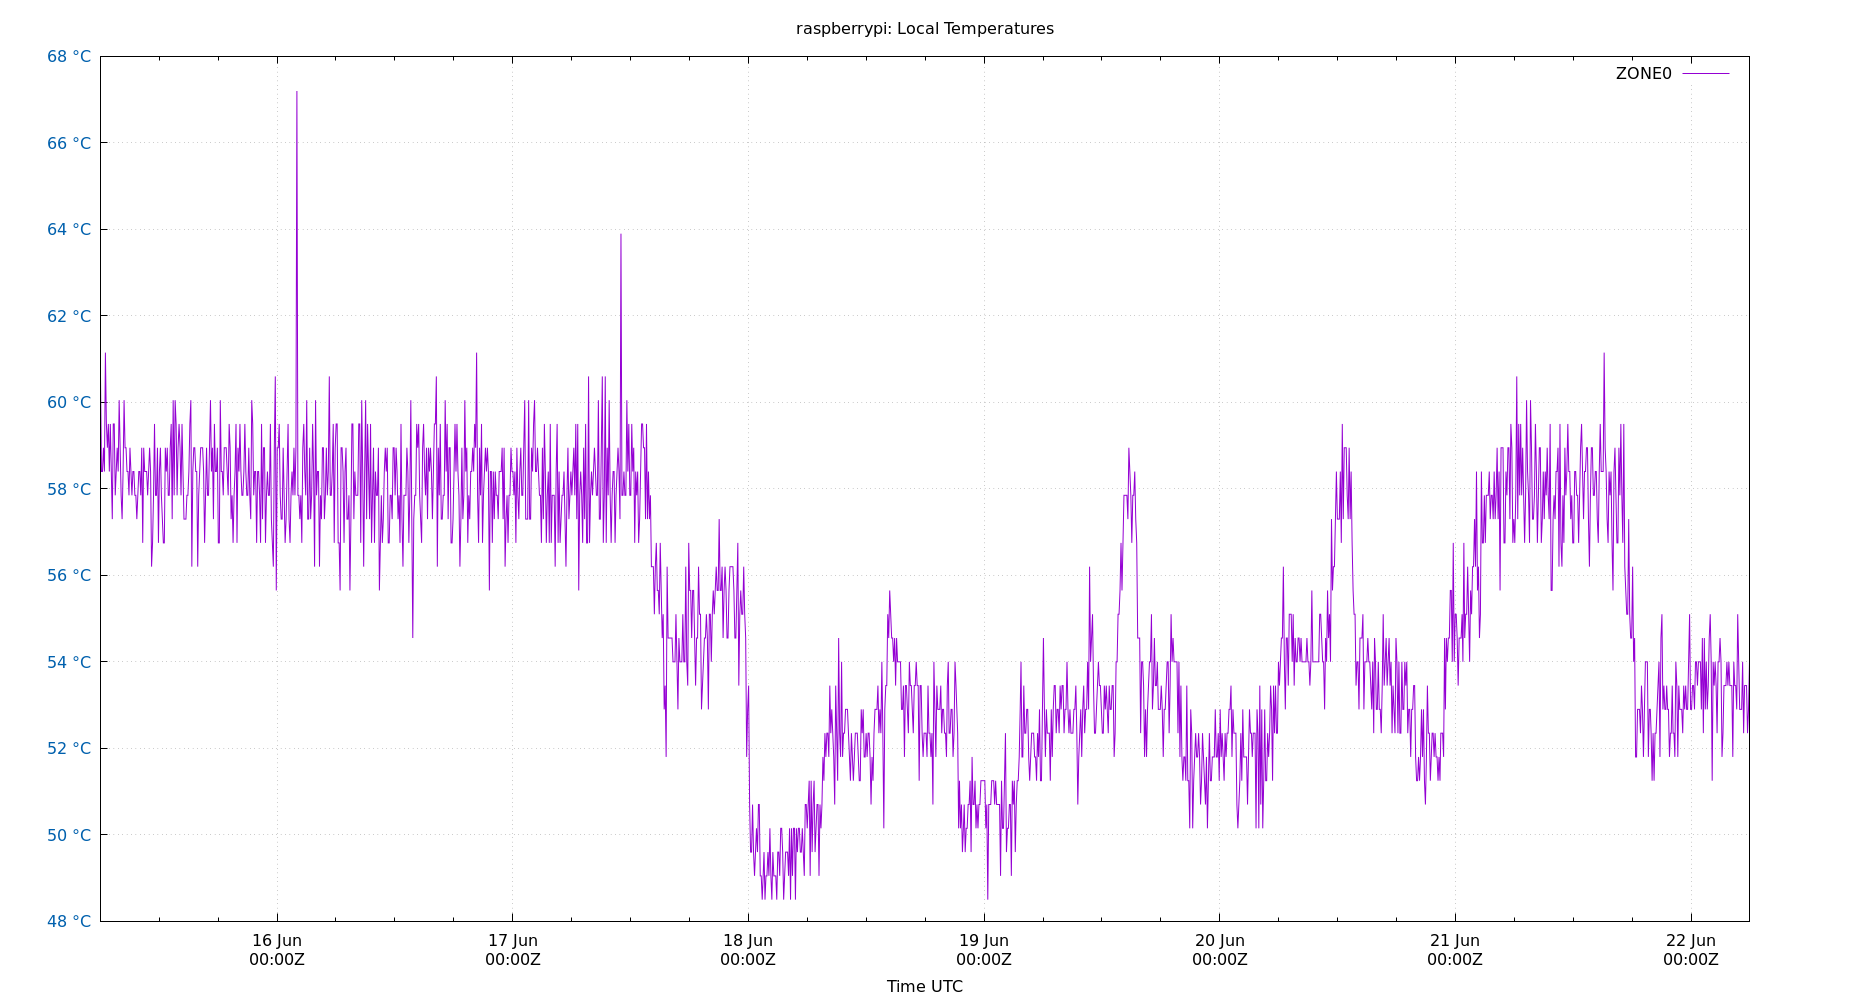 raspberrypi: Local Temperatures
ZONE0
68 °C
66 °C
64 °C
62 °C
60 °C
58 °C
56 °C
54 °C
52 °C
50 °C
48 °C
16 Jun 17 Jun 18 Jun 19 Jun 20 Jun 21 Jun 22 Jun
00:00Z 00:00Z 00:00Z 00:00Z 00:00Z 00:00Z 00:00Z
Time UTC